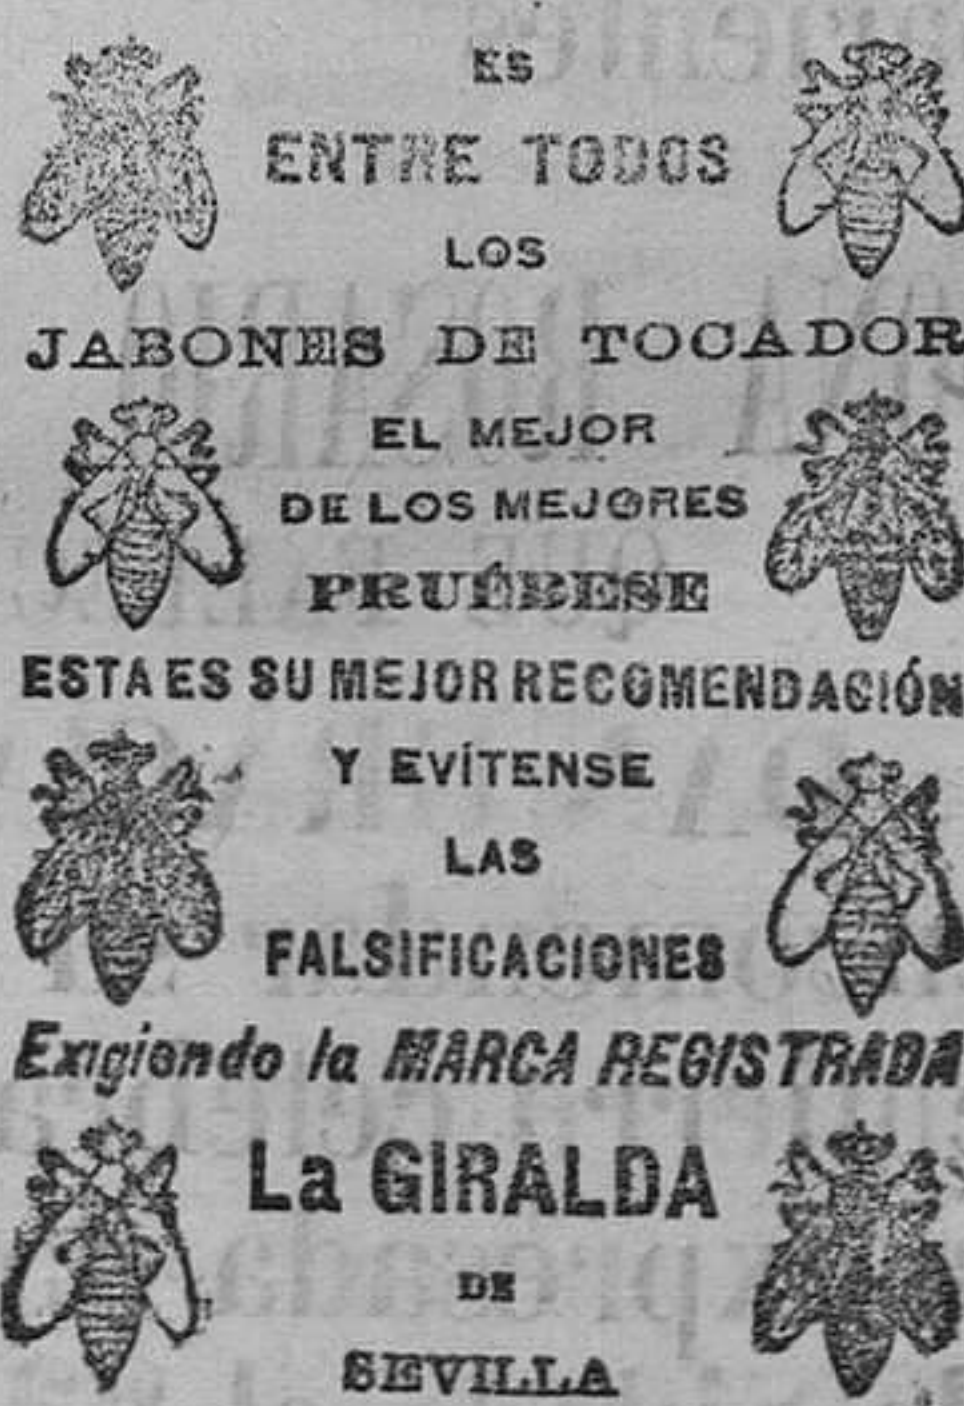 ES
ENTRE TODOS
LOS
JABONES DE TOCADOR
EL MEJOR
DE LOS MEJORES
PRUÉBESE
ESTA ES SU MEJOR RECOMENDACIÓN
Y EVÍTENSE
LAS
FALSIFICACIONES
Exigiendo la MARCA REGISTRADA
La GIRALDA
DE
SEVILLA